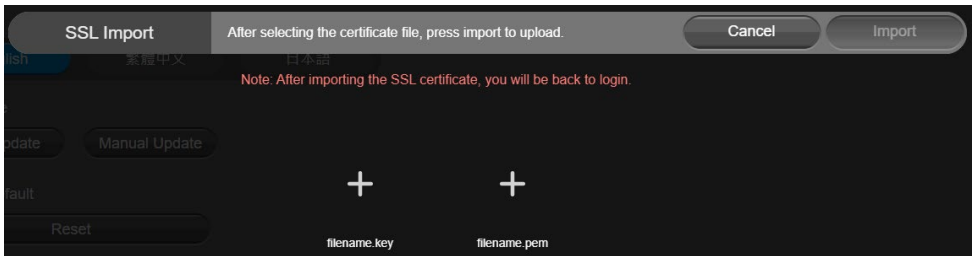 SSL Import
After selecting the certificate file, press import to upload.
Cancel
Import
lish
繁體中文
日本語
Note: After importing the SSL certificate, you will be back to login.
e
pdate
Manual Update
fault
Reset
filename.key
filename.pem